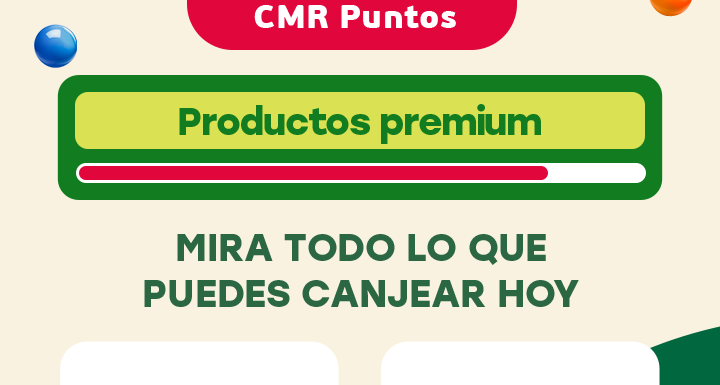 CMR Puntos
Productos premium
MIRA TODO LO QUE
PUEDES CANJEAR HOY